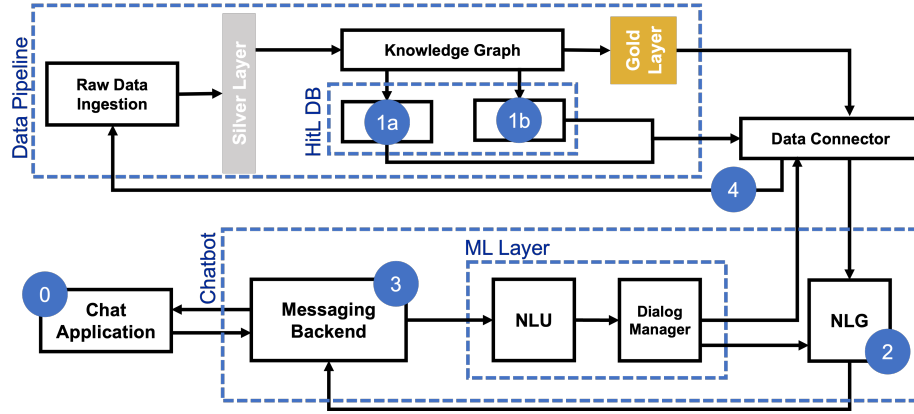 Data Pipeline
Raw Data
Ingestion
Silver Layer
Knowledge Graph
Gold
Layer
HitL DB
1a
1b
Data Connector
4
Chatbot
ML Layer
0
Chat
Application
3
Messaging
Backend
NLU
Dialog
Manager
NLG
2